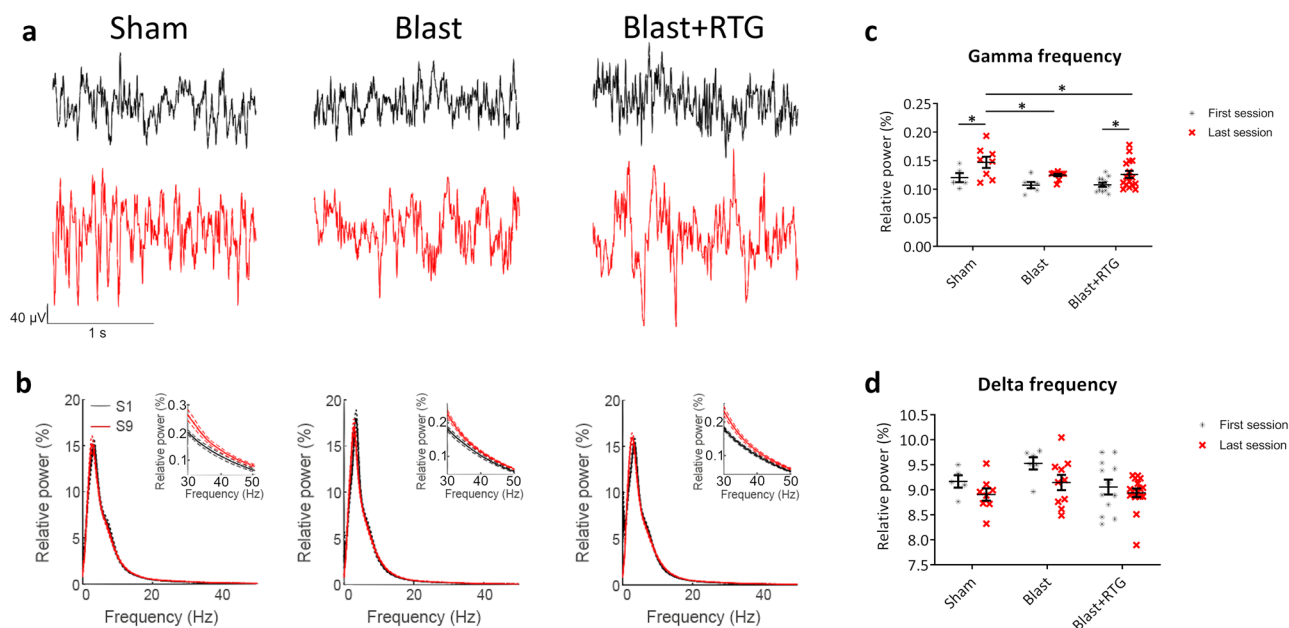 a
Sham
Blast
Blast+RTG
40 µV
1 s
b
S1
S9
Relative power (%)
20
15
10
5
0
0
20
40
Frequency (Hz)
Relative power (%)
0.3
0.2
0.1
30
40
50
Frequency (Hz)
Relative power (%)
20
15
10
5
0
0
20
40
Frequency (Hz)
Relative power (%)
0.2
0.1
30
40
50
Frequency (Hz)
Relative power (%)
20
15
10
5
0
0
20
40
Frequency (Hz)
Relative power (%)
0.2
0.1
30
40
50
Frequency (Hz)
c
Gamma frequency
Relative power (%)
0.25
0.20
0.15
0.10
0.05
0.00
*
*
*
*
Sham
Blast
Blast+RTG
First session
Last session
d
Delta frequency
Relative power (%)
10.5
10.0
9.5
9.0
8.5
8.0
7.5
Sham
Blast
Blast+RTG
First session
Last session